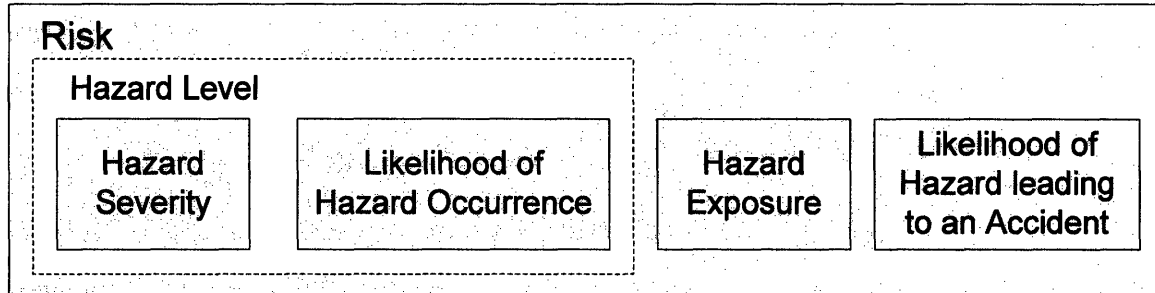 Risk
Hazard Level
Hazard
Severity
Likelihood of
Hazard Occurrence
Hazard
Exposure
Likelihood of
Hazard leading
to an Accident